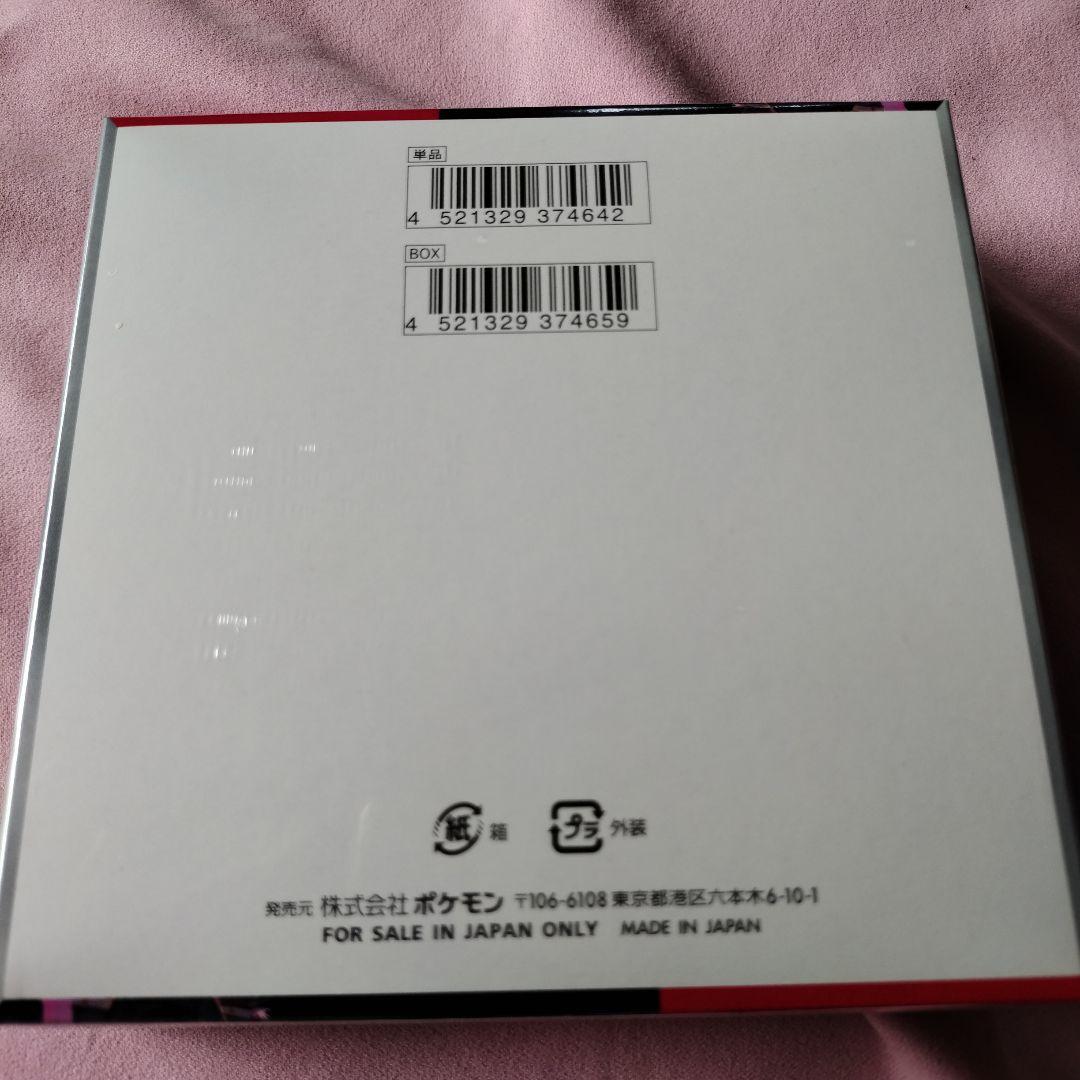 単品
4 521329 374642
BOX
4 521329 374659
紙 箱
プラ 外装
発売元 株式会社 ポケモン 〒106-6108 東京都港区六本木6-10-1
FOR SALE IN JAPAN ONLY MADE IN JAPAN